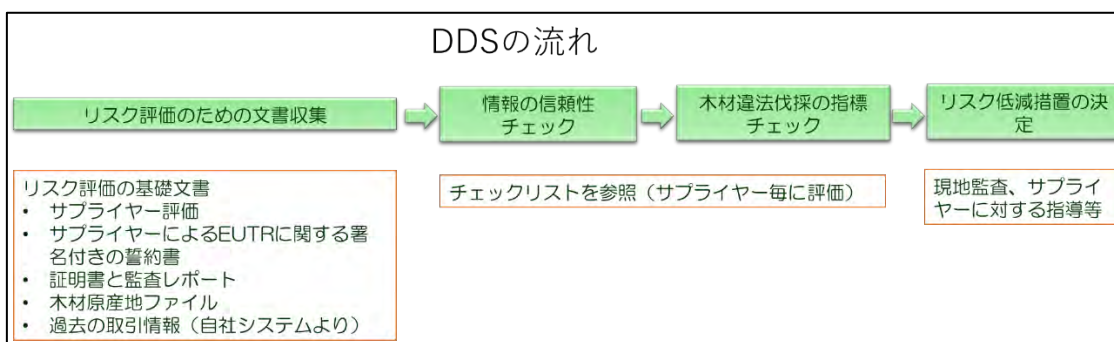 DDSの流れ
リスク評価のための文書収集
情報の信頼性
チェック
木材違法伐採の指標
チェック
リスク低減措置の決
定
リスク評価の基礎文書
• サプライヤー評価
• サプライヤーによるEUTRに関する署
名付きの誓約書
• 証明書と監査レポート
• 木材原産地ファイル
• 過去の取引情報（自社システムより）
チェックリストを参照（サプライヤー毎に評価）
現地監査、サプライ
ヤーに対する指導等